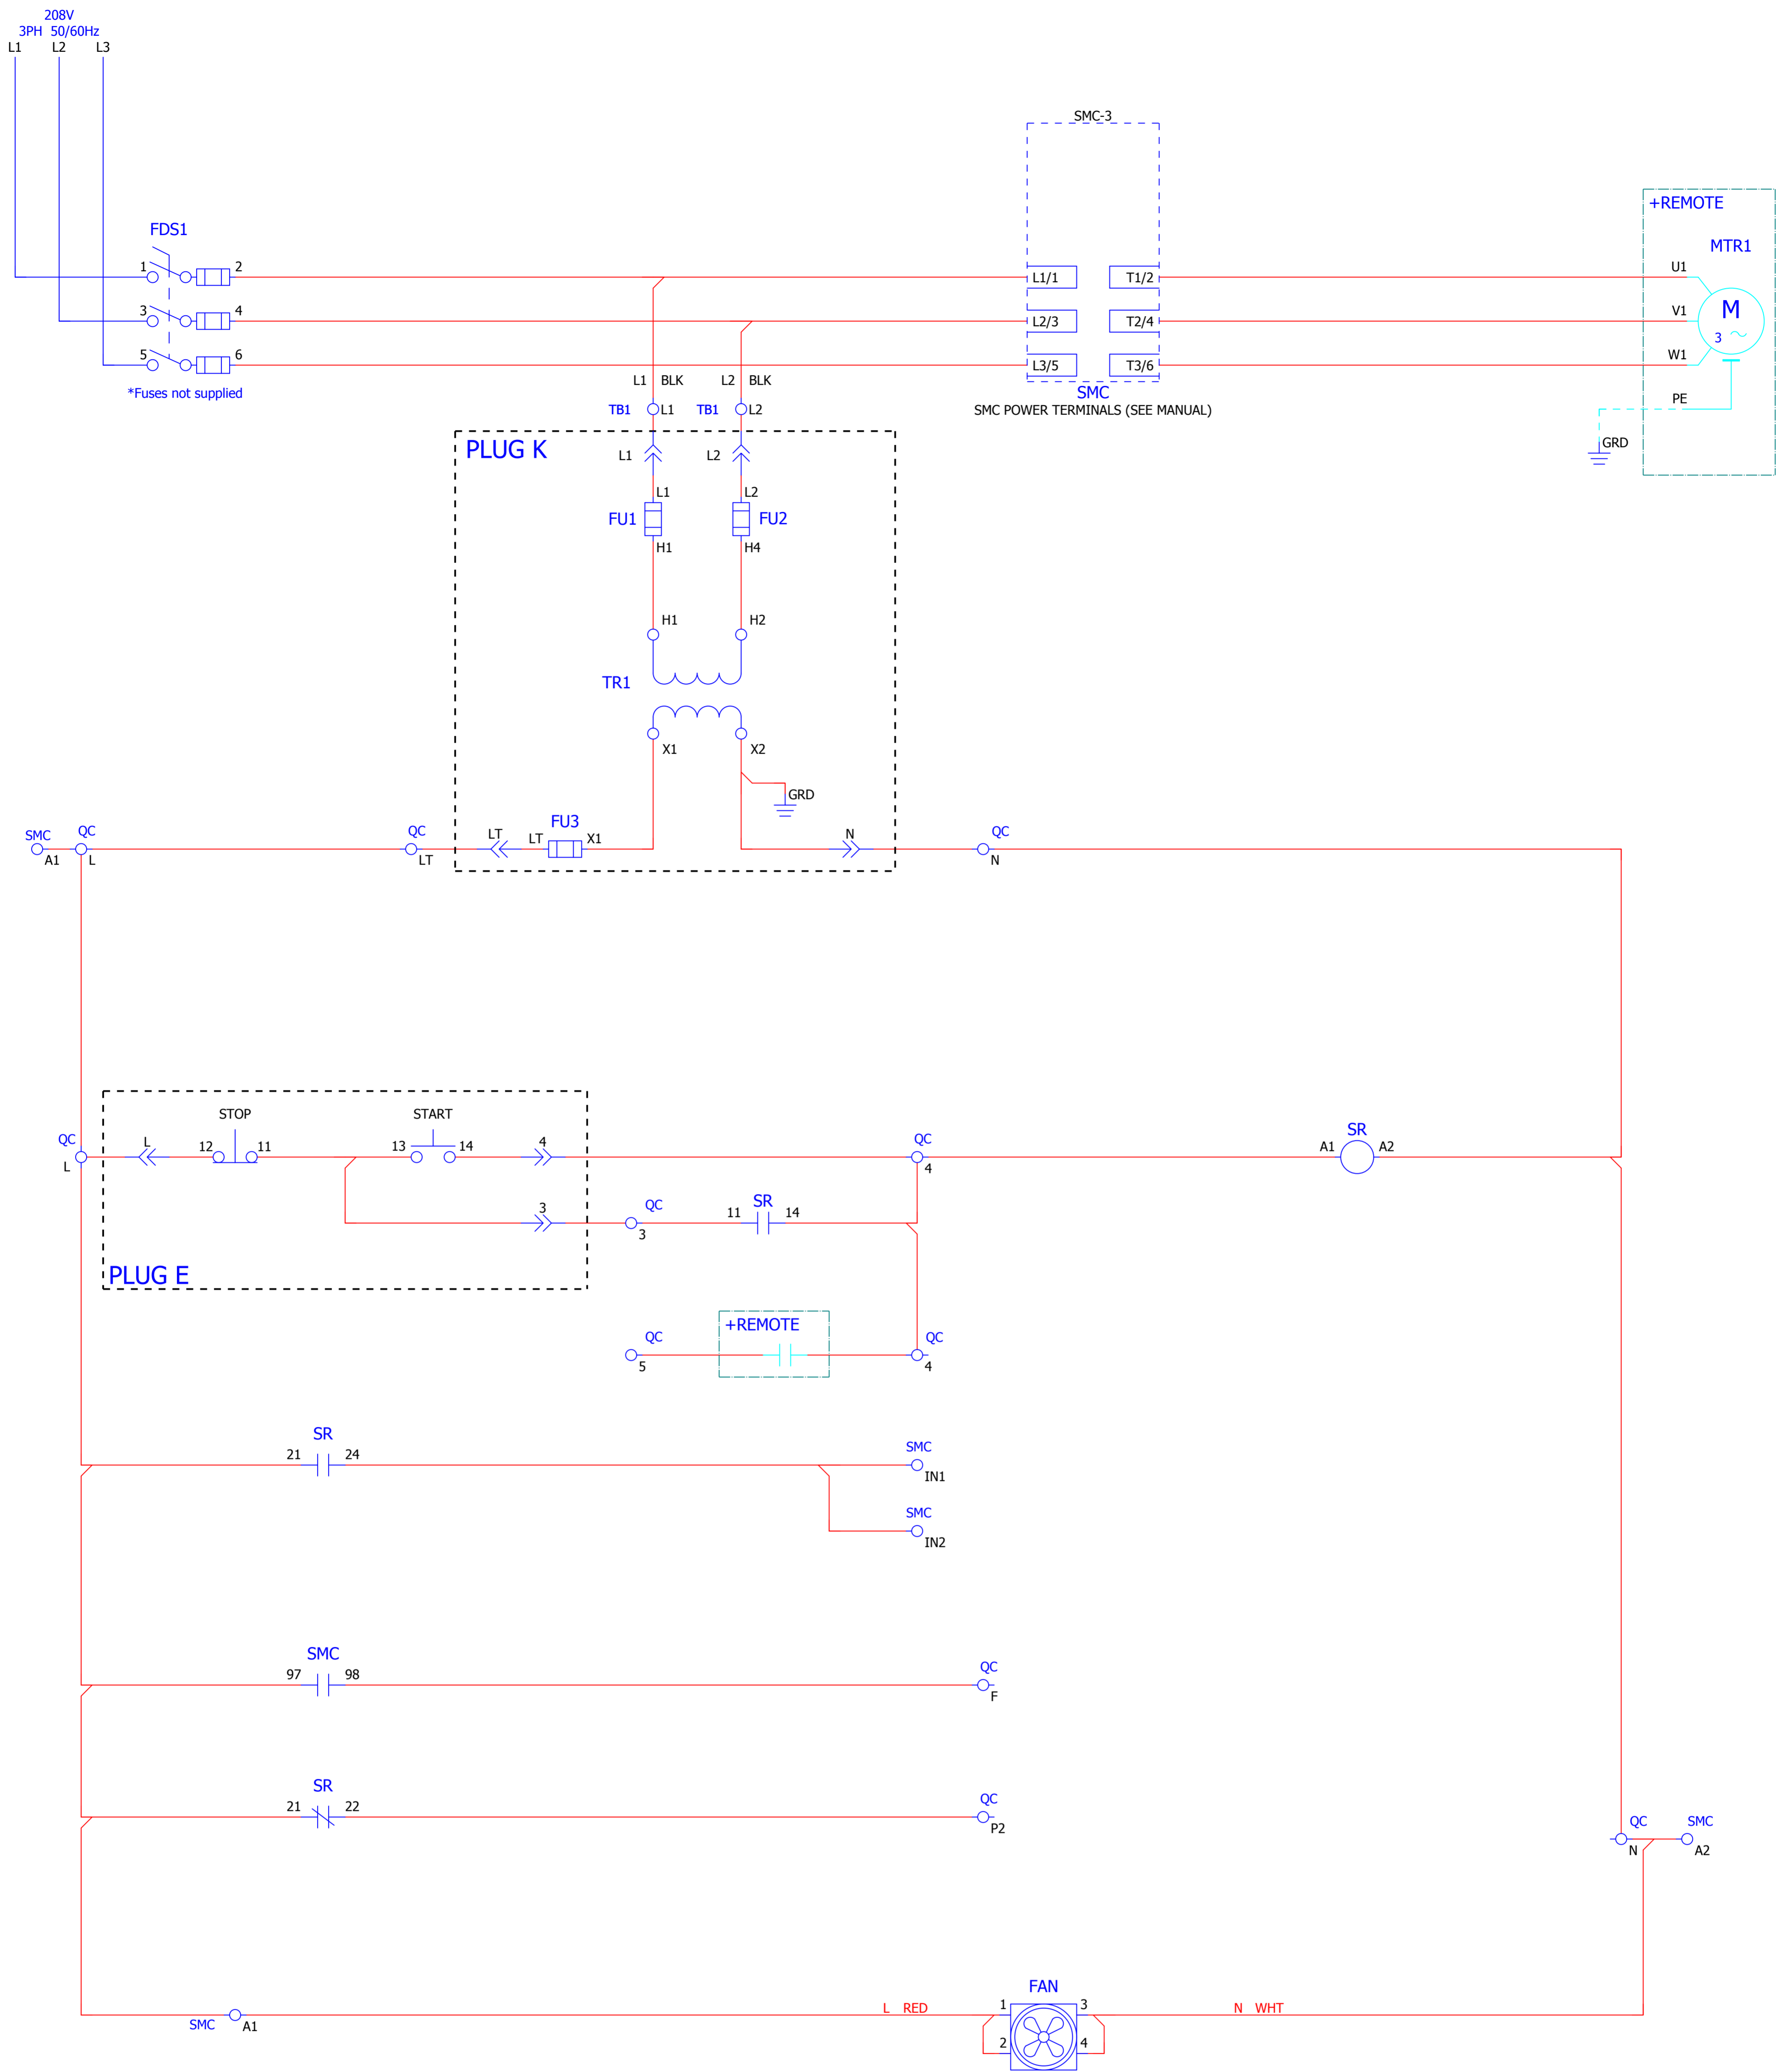 208V
3PH 50/60Hz
L1 L2 L3
SMC-3
+REMOTE
FDS1
MTR1
1 2 L1/1 T1/2 U1
3 4 L2/3 T2/4 V1 M
3
5 6 L3/5 T3/6 W1
*Fuses not supplied
L1 BLK L2 BLK
SMC
PE
TB1 L1 TB1 L2
SMC POWER TERMINALS (SEE MANUAL)
GRD
PLUG K
L1 L2
L1 L2
FU1 FU2
H1 H4
H1 H2
TR1
X1 X2
GRD
FU3
SMC QC QC LT LT X1 N QC
A1 L LT N
STOP START
QC L 12 11 13 14 4 QC SR
L 4 A1 A2
3 QC 11 SR 14
3
PLUG E
+REMOTE
QC QC
5 4
SR
21 24 SMC
IN1
SMC
IN2
SMC
97 98 QC
F
SR
21 22 QC
P2
QC SMC
N A2
FAN
L RED 1 3 N WHT
SMC A1
2 4